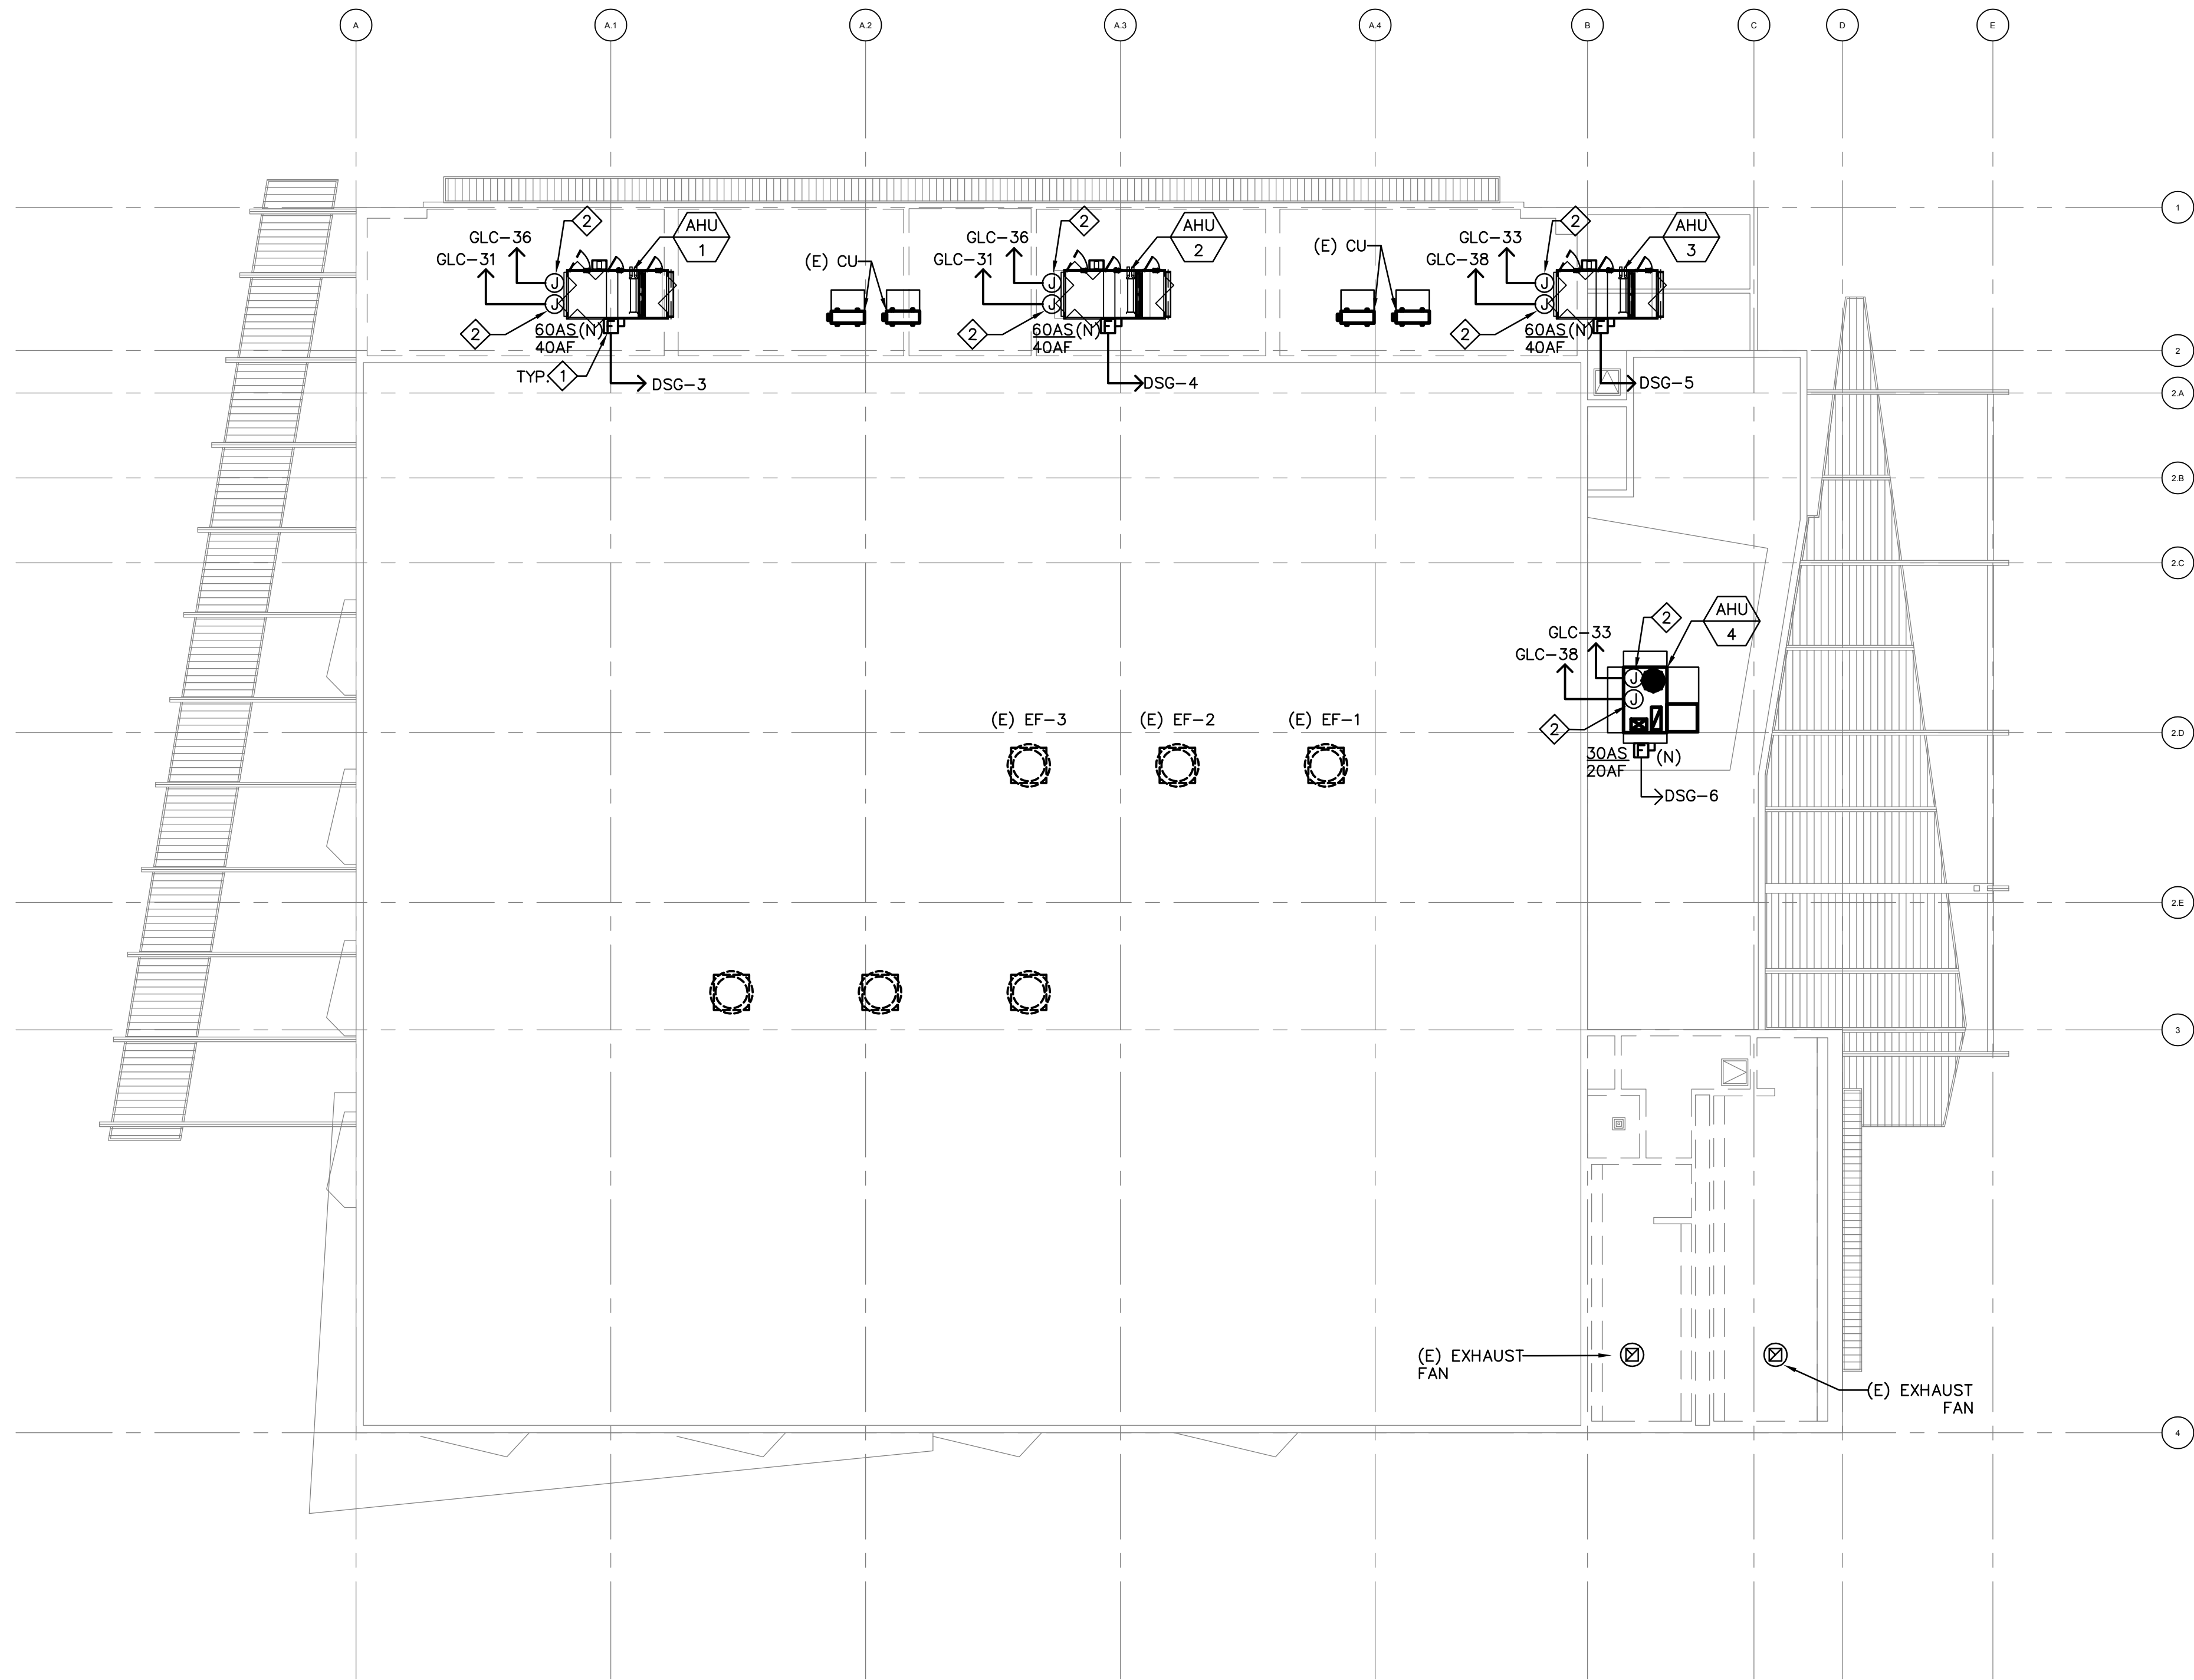 A
A.1
A.2
A.3
A.4
B
C
D
E
1
2
2.A
2.B
2.C
2.D
2.E
3
4
2
AHU
1
GLC-36
GLC-31
J
J
2
60AS(N)
40AF
F
TYP. 1
DSG-3
(E) CU
2
AHU
2
GLC-36
GLC-31
J
J
2
60AS(N)
40AF
F
DSG-4
(E) CU
2
AHU
3
GLC-33
GLC-38
J
J
2
60AS(N)
40AF
F
DSG-5
2
AHU
4
GLC-33
GLC-38
J
J
2
30AS
20AF
F
(N)
DSG-6
(E) EF-3
(E) EF-2
(E) EF-1
(E) EXHAUST
FAN
(E) EXHAUST
FAN